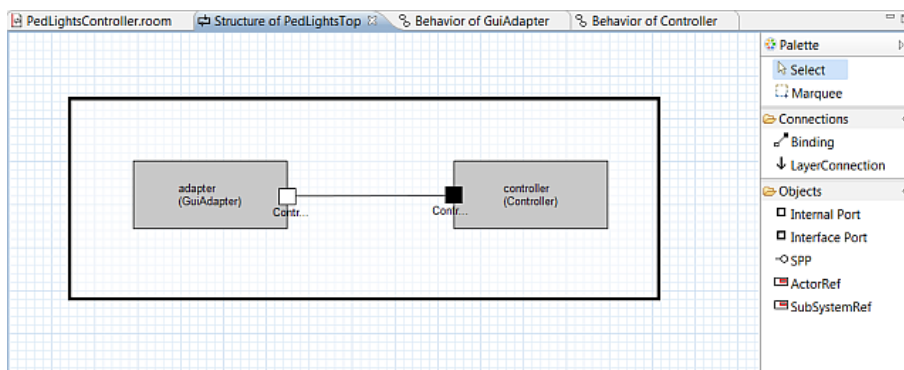 PedLightsController.room
Structure of PedLightsTop
Behavior of GuiAdapter
Behavior of Controller
Palette
Select
Marquee
Connections
Binding
LayerConnection
Objects
Internal Port
Interface Port
SPP
ActorRef
SubSystemRef
adapter
(GuiAdapter)
Contr...
controller
(Controller)
Contr...